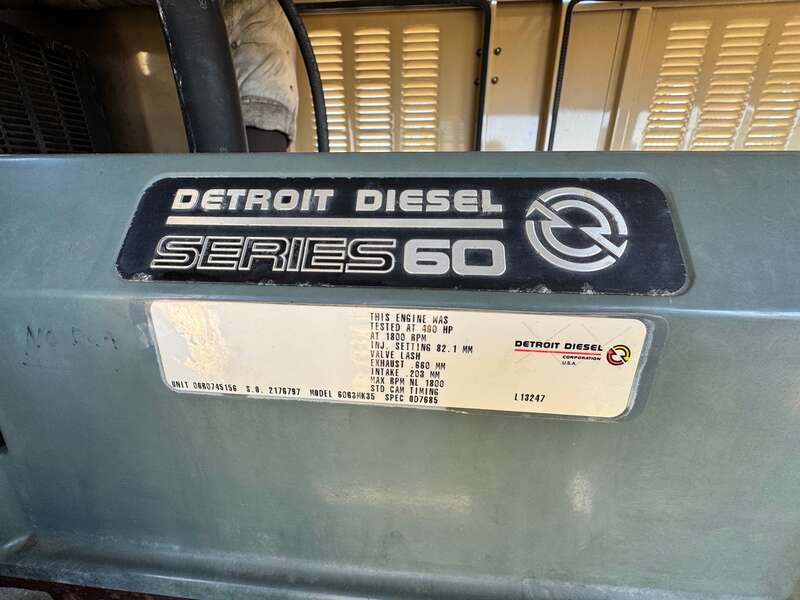 DETROIT DIESEL
SERIES 60
THIS ENGINE WAS
TESTED AT 490 HP
AT 1800 RPM
INJ. SETTING 82.1 MM
VALVE LASH
EXHAUST .660 MM
INTAKE .203 MM
MAX RPM NL 1800
STD CAM TIMING
UNIT 06R0745156 S.O. 2176797 MODEL 6063HK35 SPEC 0D7685
DETROIT DIESEL
CORPORATION
U.S.A.
L13247